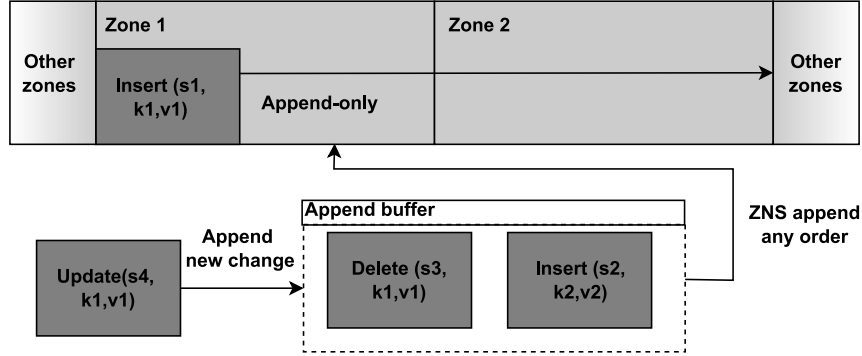 Zone 1
Zone 2
Other
zones
Insert (s1,
k1,v1)
Append-only
Other
zones
Append buffer
ZNS append
any order
Append
new change
Update(s4,
k1,v1)
Delete (s3,
k1,v1)
Insert (s2,
k2,v2)